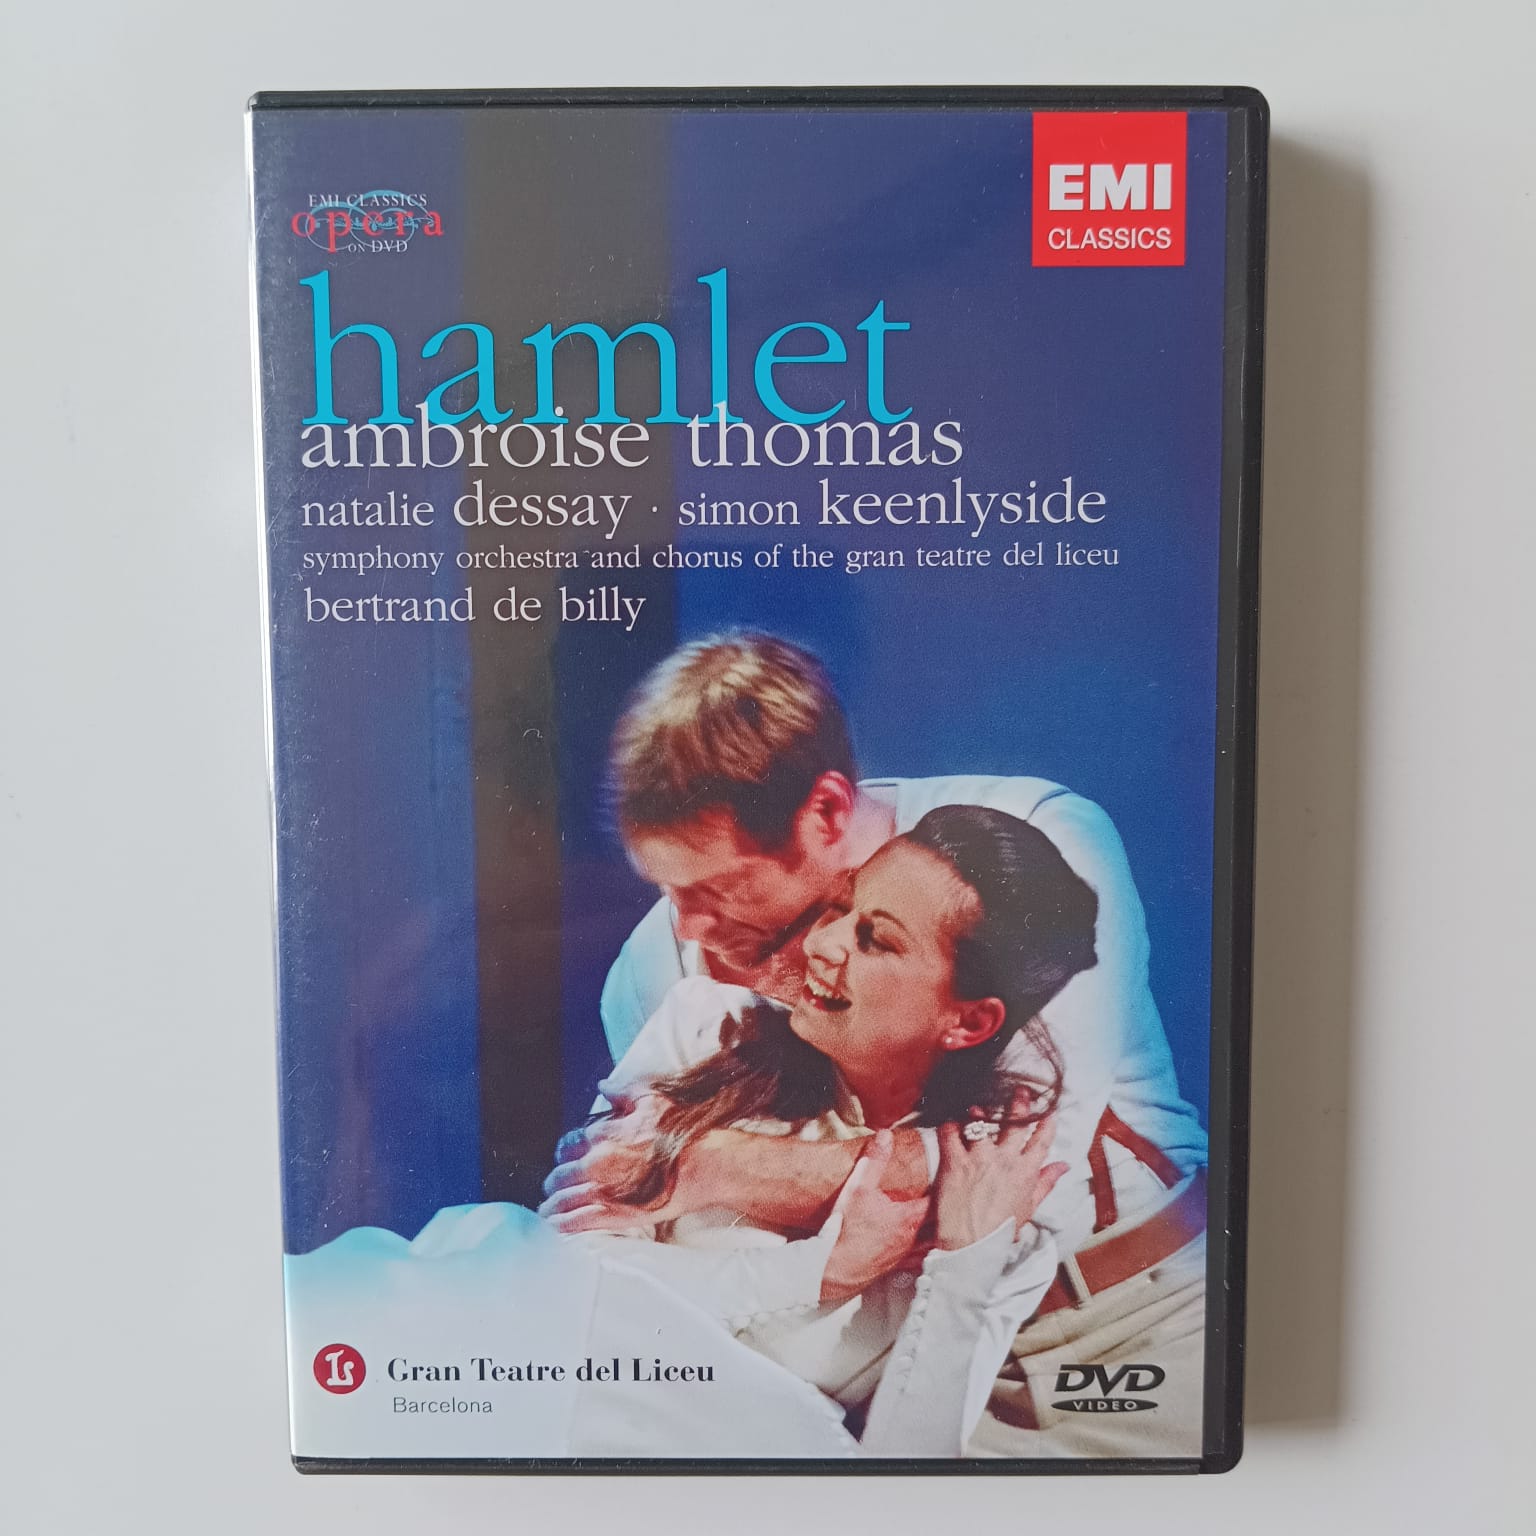 EMI CLASSICS
opera
ON DVD
EMI
CLASSICS
hamlet
ambroise thomas
natalie dessay · simon keenlyside
symphony orchestra and chorus of the gran teatre del liceu
bertrand de billy
L
Gran Teatre del Liceu
Barcelona
DVD
VIDEO